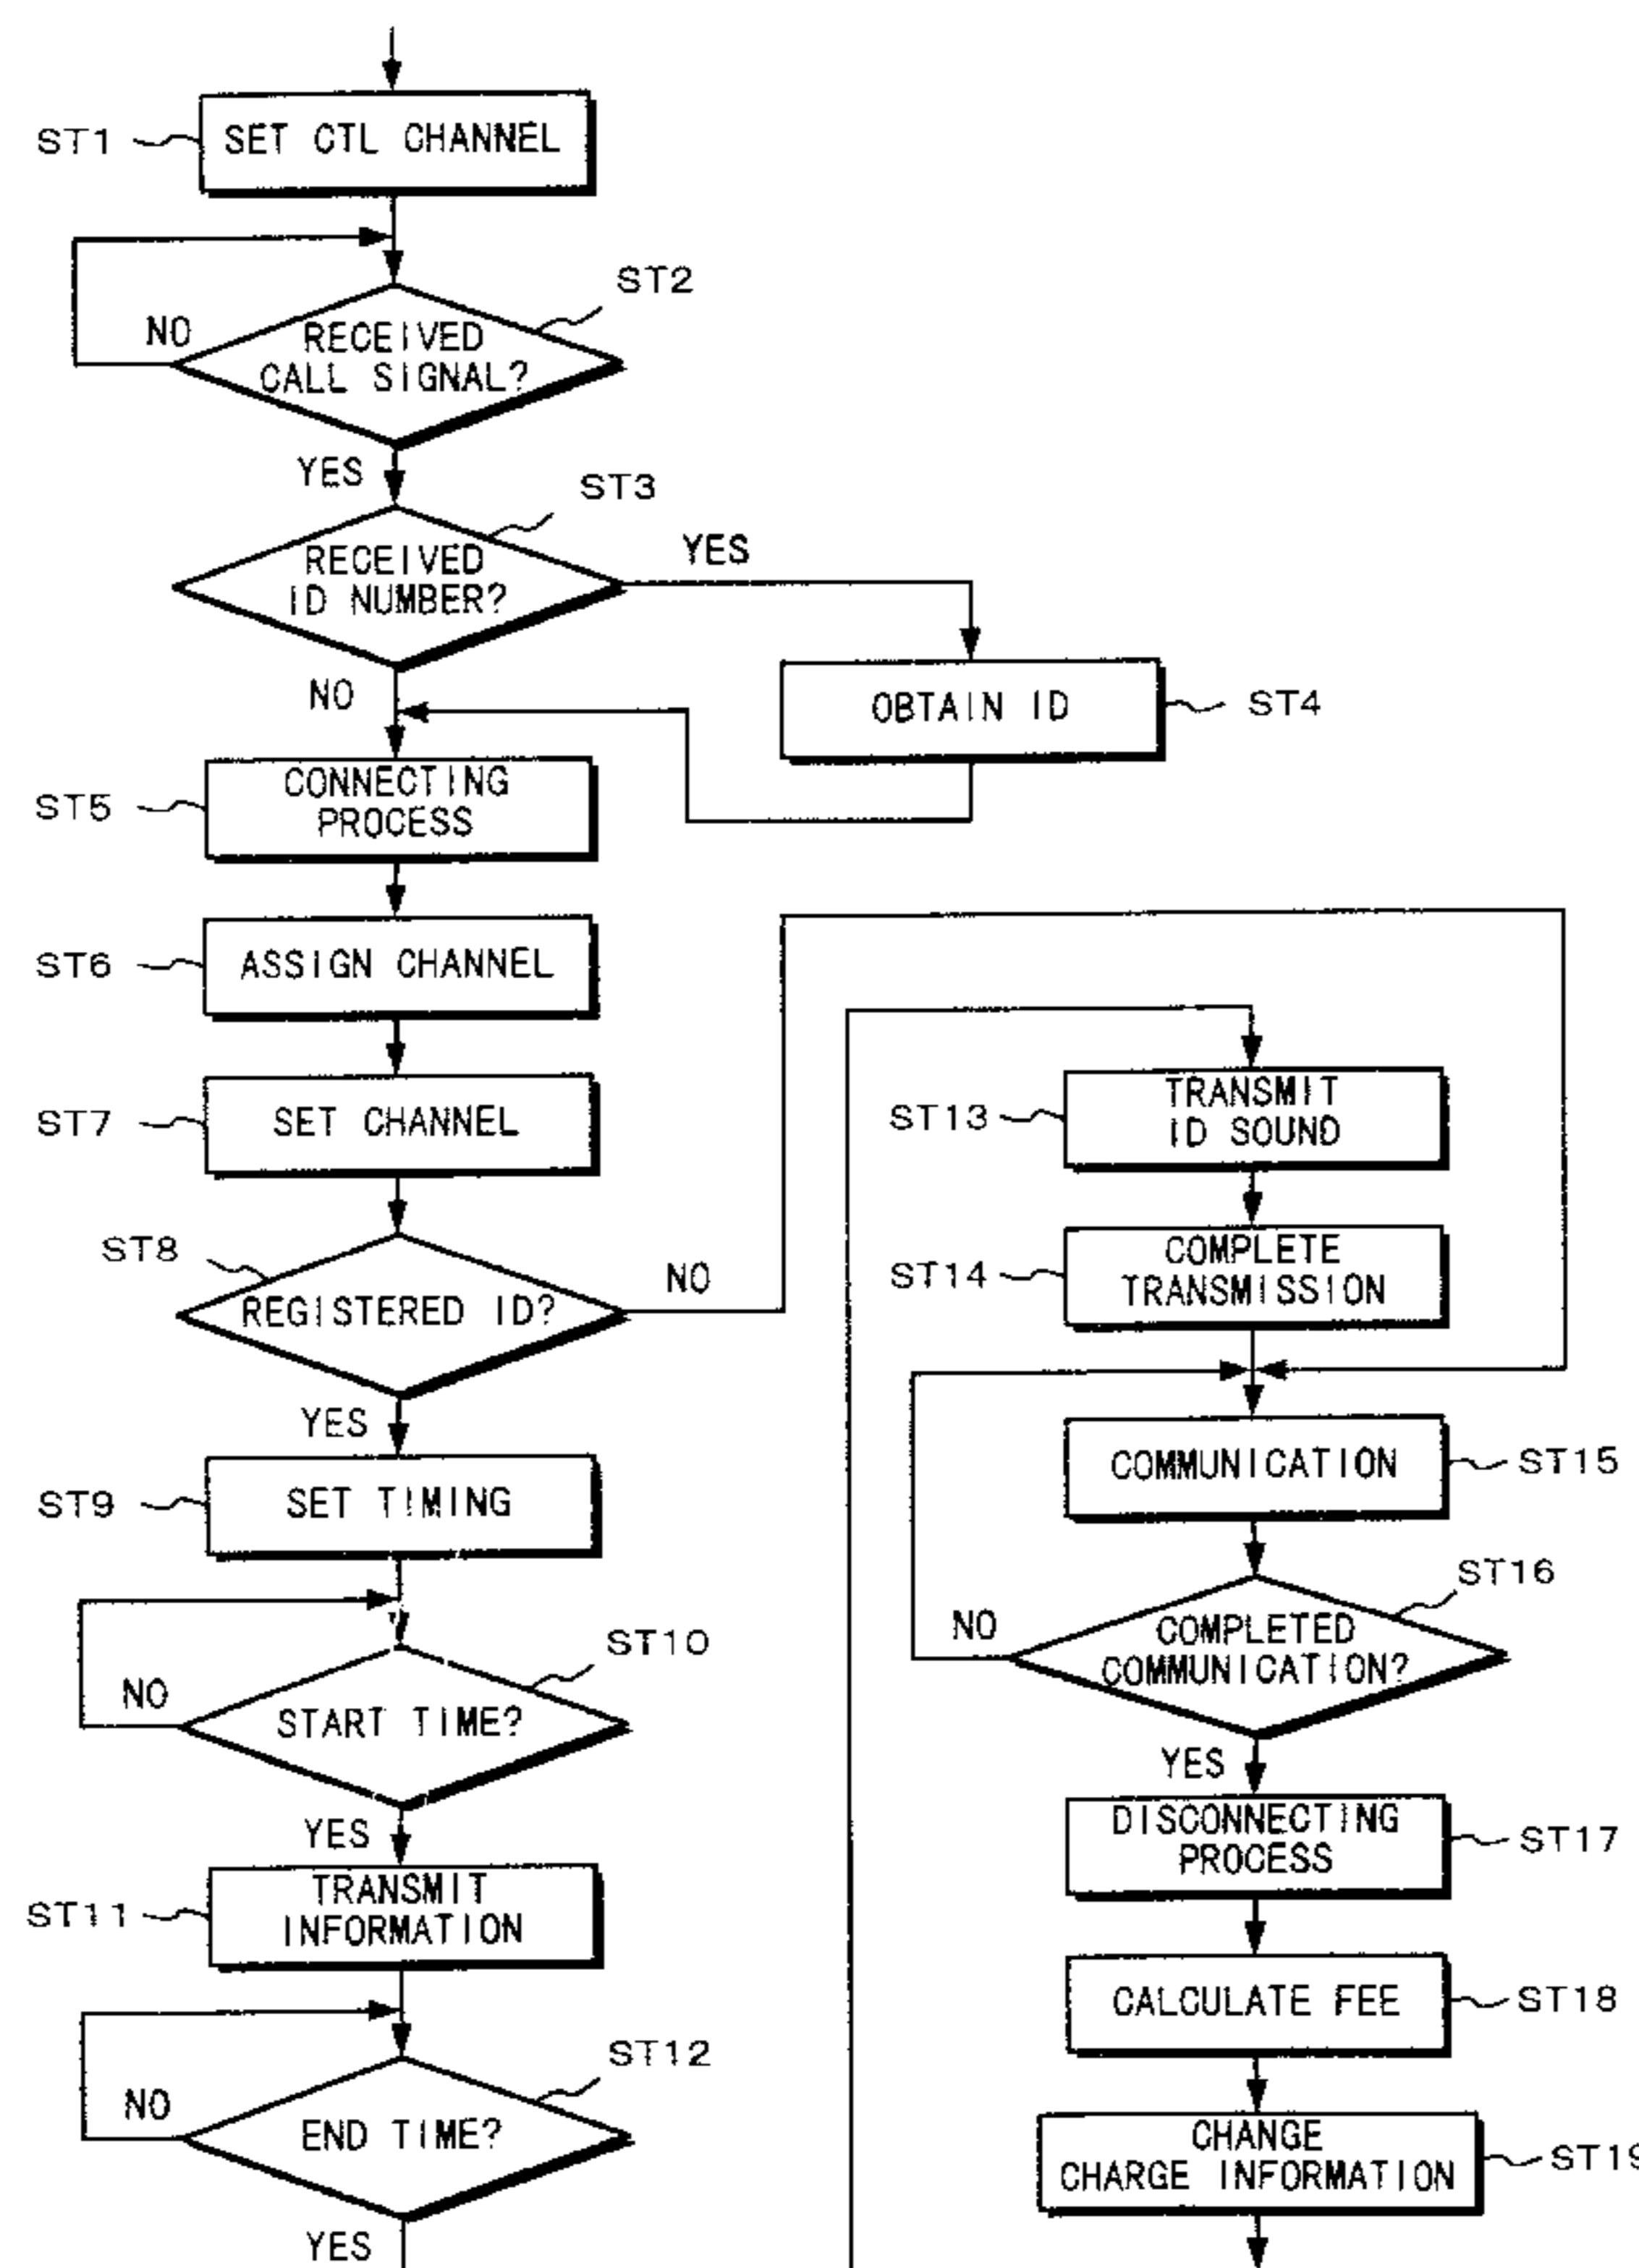 ST1
SET CTL CHANNEL
ST2
NO
RECEIVED
CALL SIGNAL?
YES
ST3
RECEIVED
ID NUMBER?
YES
NO
OBTAIN ID
ST4
ST5
CONNECTING
PROCESS
ST6
ASSIGN CHANNEL
ST7
SET CHANNEL
ST8
REGISTERED ID?
NO
YES
ST9
SET TIMING
ST10
NO
START TIME?
YES
ST11
TRANSMIT
INFORMATION
ST12
NO
END TIME?
YES
ST13
TRANSMIT
ID SOUND
ST14
COMPLETE
TRANSMISSION
COMMUNICATION
ST15
ST16
NO
COMPLETED
COMMUNICATION?
YES
DISCONNECTING
PROCESS
ST17
CALCULATE FEE
ST18
CHANGE
CHARGE INFORMATION
ST19